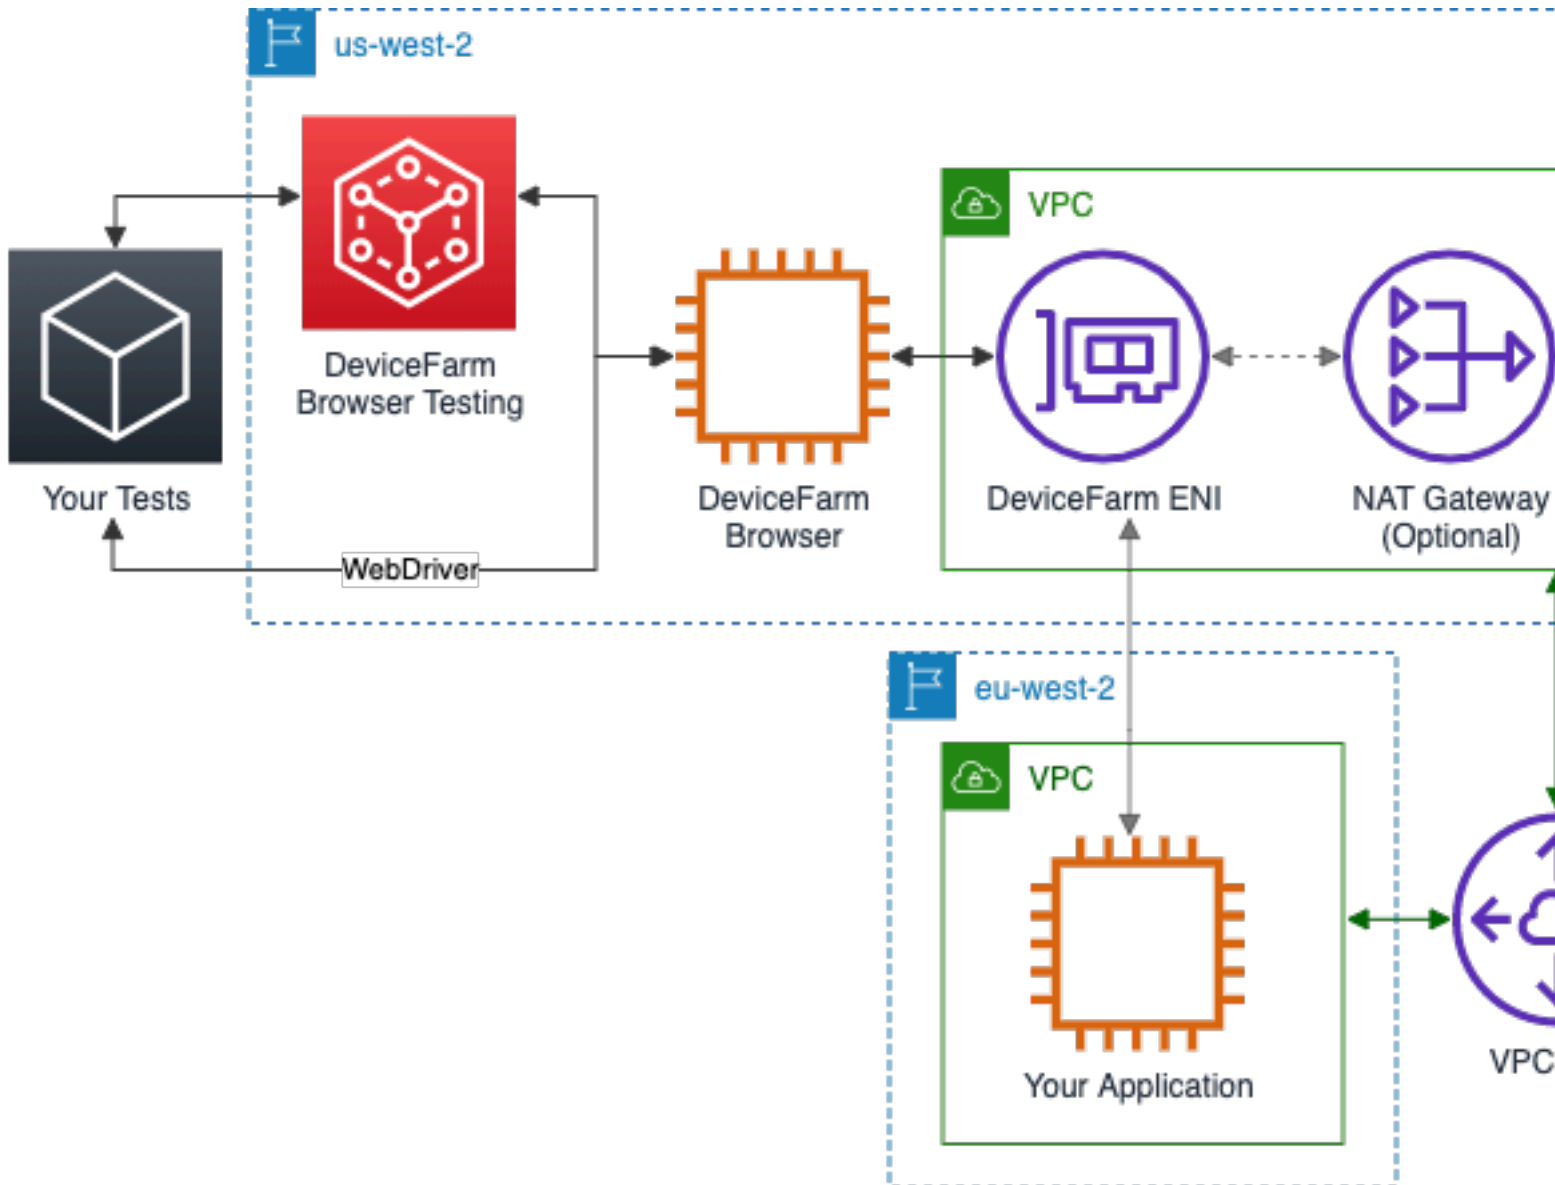 us-west-2
VPC
DeviceFarm
Browser Testing
Your Tests
DeviceFarm
Browser
DeviceFarm ENI
NAT Gateway
(Optional)
WebDriver
eu-west-2
VPC
VPC
Your Application